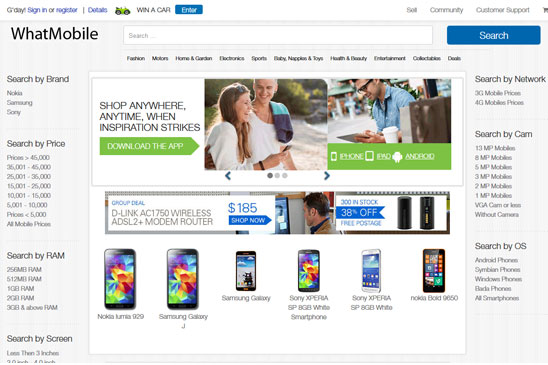 G'day! Sign in or register | Details WIN A CAR Enter Sell Community Customer Support
WhatMobile
Search ...
Search
Fashion Motors Home & Garden Electronics Sports Baby, Nappies & Toys Health & Beauty Entertainment Collectables Deals
Search by Brand
Nokia
Samsung
Sony
Search by Price
Prices > 45,000
35,001 - 45,000
25,001 - 35,000
15,001 - 25,000
10,001 - 15,000
5,001 - 10,000
Prices < 5,000
All Mobile Prices
Search by RAM
256MB RAM
512MB RAM
1GB RAM
2GB RAM
3GB & above RAM
Search by Screen
Less Then 3 Inches
SHOP ANYWHERE,
ANYTIME, WHEN
INSPIRATION STRIKES
DOWNLOAD THE APP
IPHONE IPAD ANDROID
GROUP DEAL
D-LINK AC1750 WIRELESS
ADSL2+ MODEM ROUTER
$185
SHOP NOW
300 IN STOCK
38% OFF
FREE POSTAGE
Nokia lumia 929
Samsung Galaxy
J
Samsung Galaxy
Sony XPERIA
SP 8GB White
Smartphone
Sony XPERIA
SP 8GB White
nokia Bold 9650
Search by Network
3G Mobile Prices
4G Mobiles Prices
Search by Cam
13 MP Mobiles
8 MP Mobiles
5 MP Mobiles
3 MP Mobiles
2 MP Mobiles
1 MP Mobiles
VGA Cam or less
Without Camera
Search by OS
Android Phones
Symbian Phones
Windows Phones
Bada Phones
All Smartphones